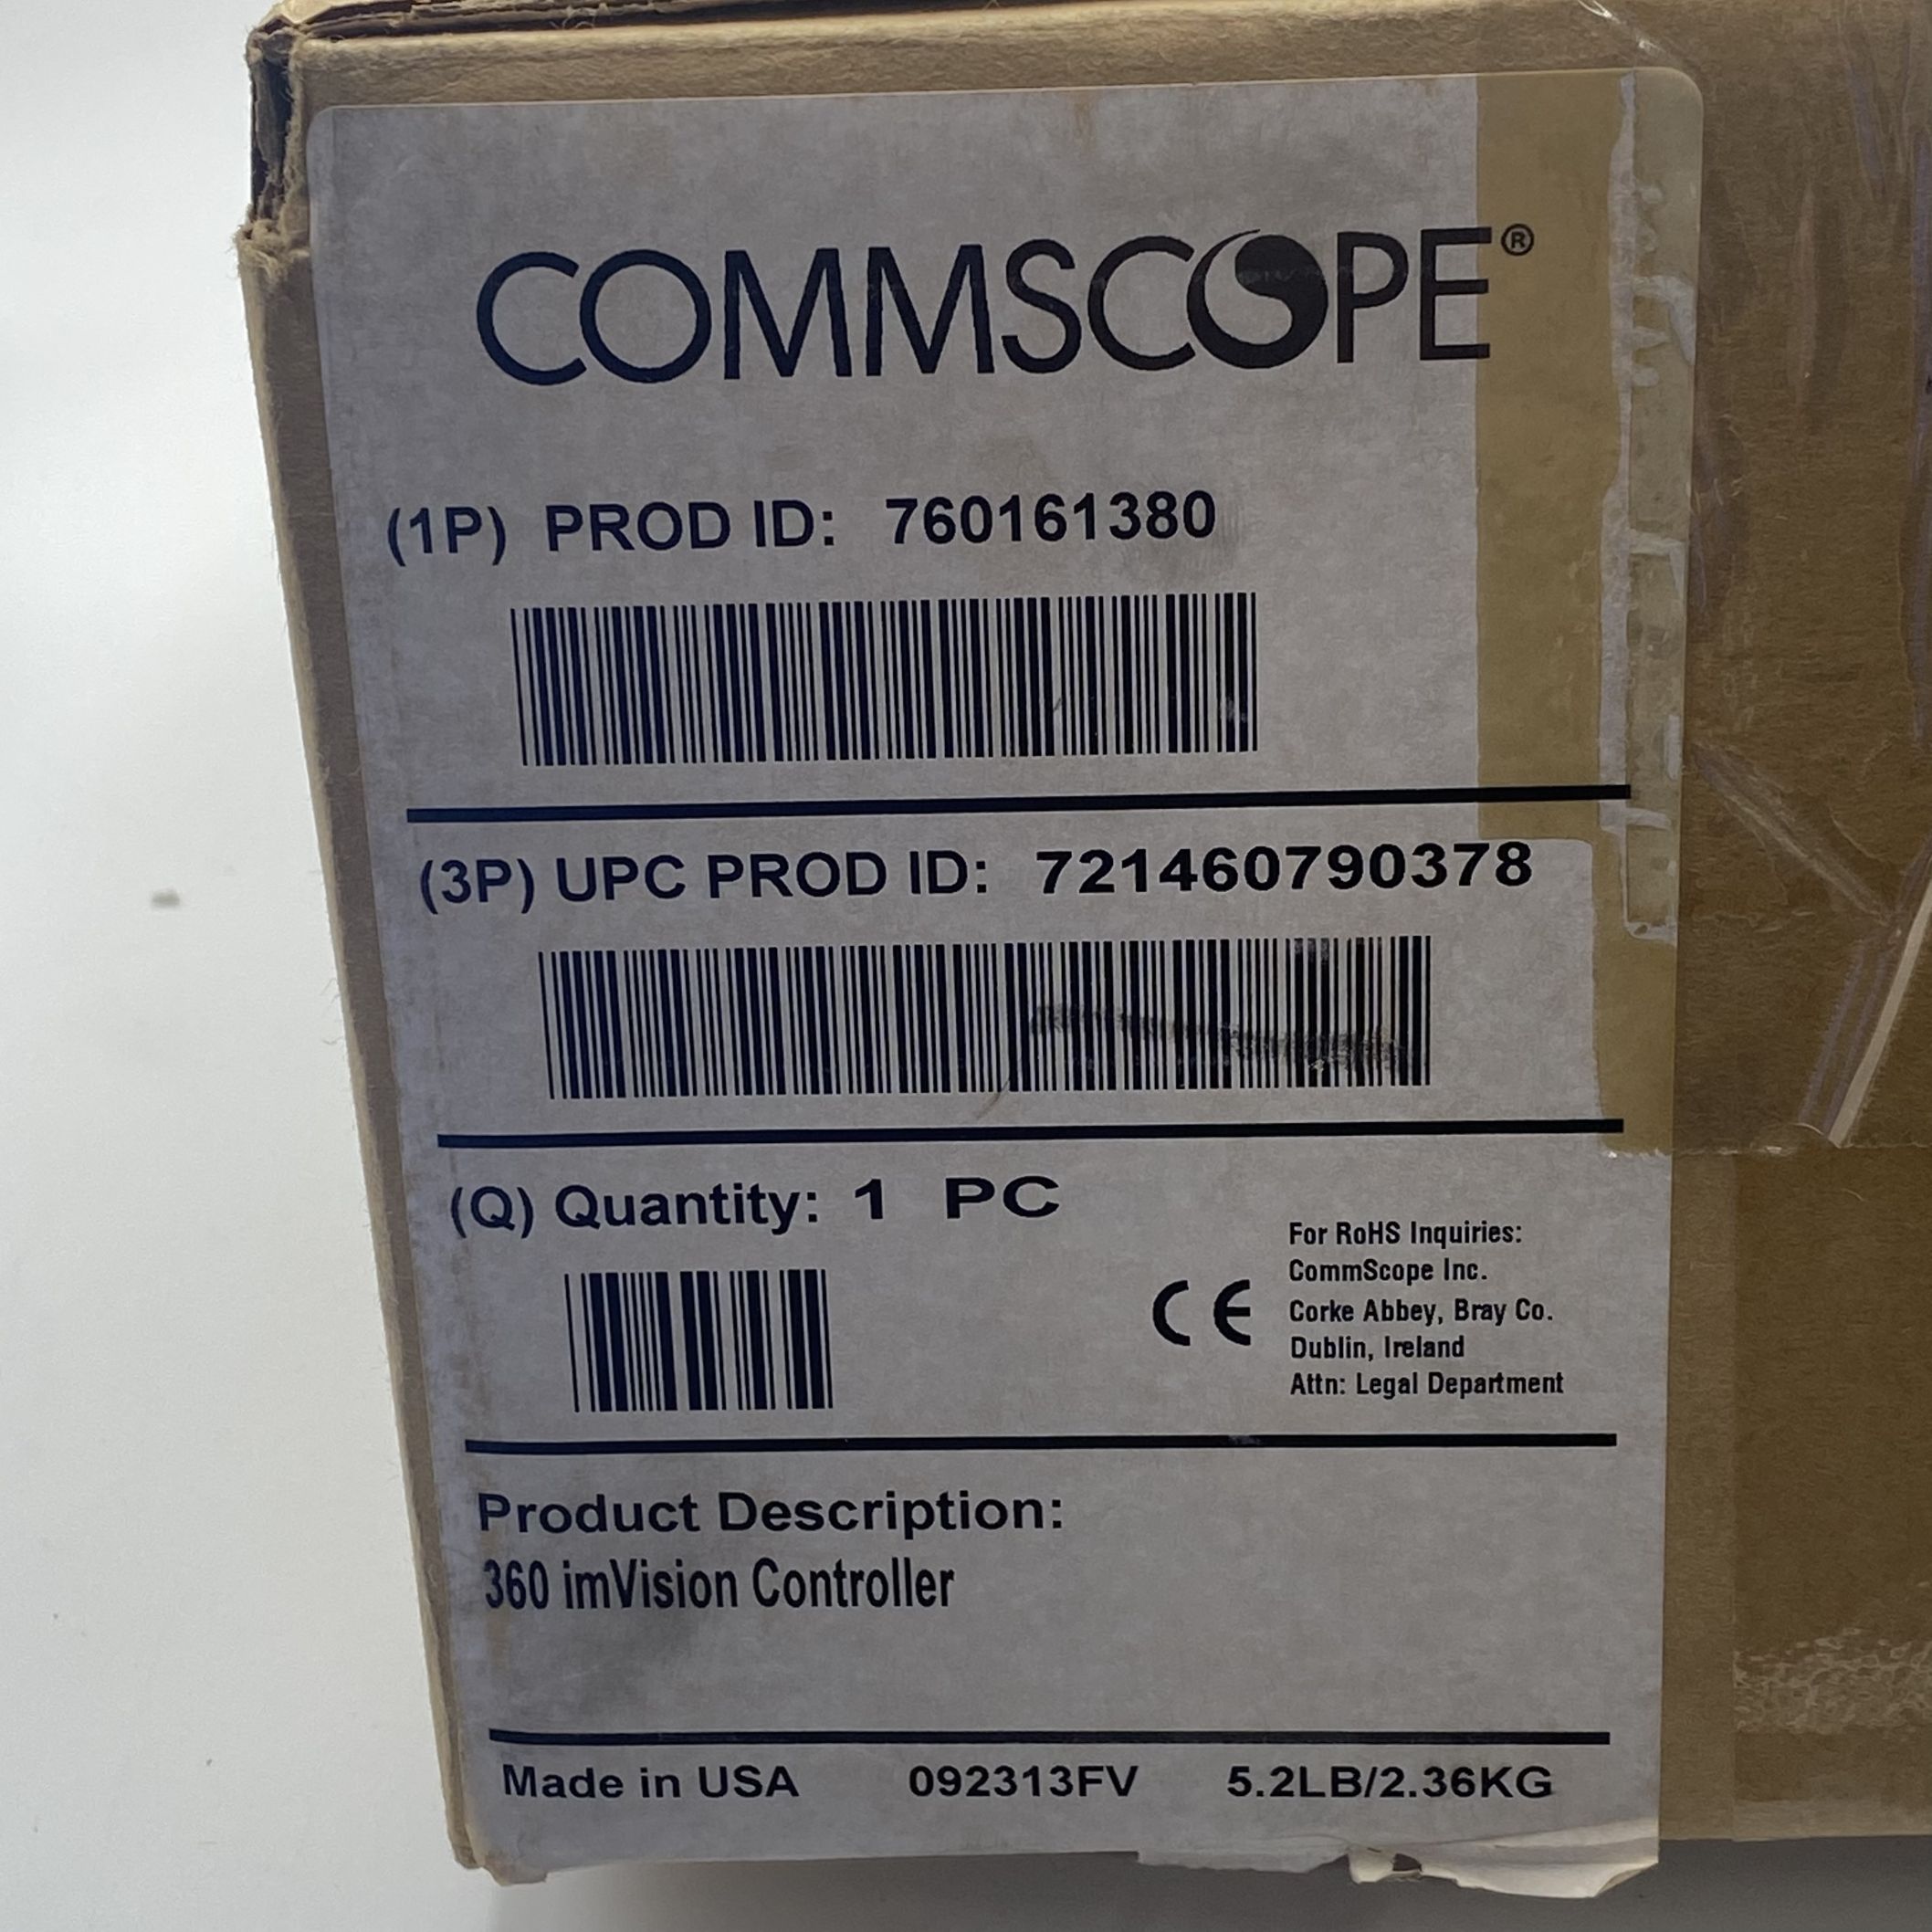 COMMSCOPE®
(1P) PROD ID: 760161380
(3P) UPC PROD ID: 721460790378
(Q) Quantity: 1 PC
For RoHS Inquiries:
CommScope Inc.
Corke Abbey, Bray Co.
Dublin, Ireland
Attn: Legal Department
CE
Product Description:
360 imVision Controller
Made in USA 092313FV 5.2LB/2.36KG